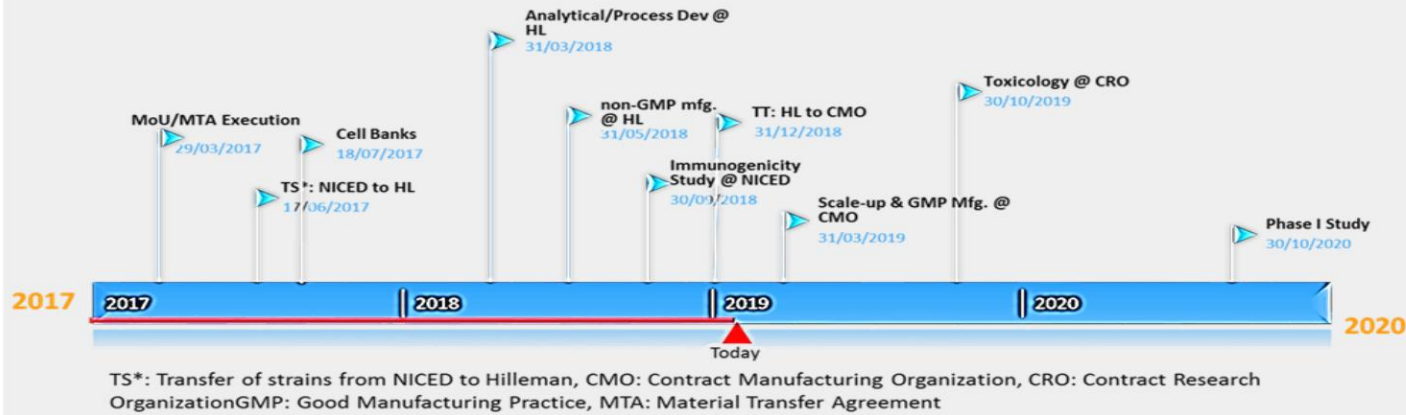 Analytical/Process Dev @
HL
31/03/2018
Toxicology @ CRO
30/10/2019
non-GMP mfg.
@ HL
31/05/2018
TT: HL to CMO
31/12/2018
MoU/MTA Execution
29/03/2017
Cell Banks
18/07/2017
Immunogenicity
Study @ NICED
30/09/2018
TS*: NICED to HL
17/06/2017
Scale-up & GMP Mfg. @
CMO
31/03/2019
Phase I Study
30/10/2020
2017
2017
2018
2019
2020
2020
Today
TS*: Transfer of strains from NICED to Hilleman, CMO: Contract Manufacturing Organization, CRO: Contract Research
OrganizationGMP: Good Manufacturing Practice, MTA: Material Transfer Agreement